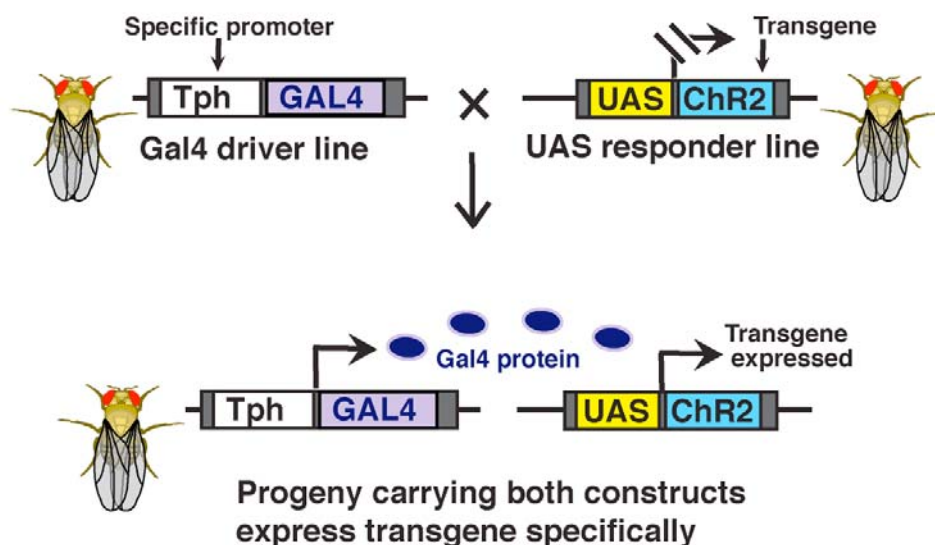 Specific promoter
Transgene
Tph GAL4
UAS ChR2
Gal4 driver line
UAS responder line
Gal4 protein
Transgene
expressed
Tph GAL4
UAS ChR2
Progeny carrying both constructs
express transgene specifically